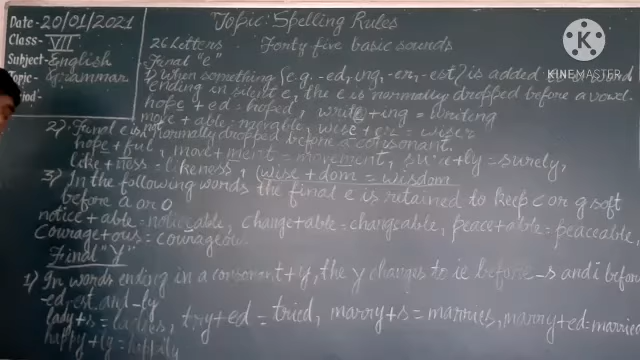 Date - 20/01/2021
Class - VII
Subject - English
Topic - Grammar
Topic: Spelling Rules
26 Letters Forty five basic sounds
Final "e"
1) When something (e.g. -ed, ing, -er, -est) is added
ending in silent e, the e is normally dropped before a vowel.
hope + ed = hoped, write + ing = writing
move + able = movable, wise + er = wiser
2) Final e is not normally dropped before a consonant.
hope + ful, move + ment = movement, sure + ly = surely,
like + ness = likeness, (wise + dom = wisdom
3) In the following words the final e is retained to keep c or g soft
before a or o
notice + able = noticeable, change + able = changeable, peace + able = peaceable,
courage + ous = courageous
Final "Y"
1) In words ending in a consonant + y, the y changes to ie before -s and i before
-ed, est and -ly
lady + s = ladies, try + ed = tried, marry + s = marries, marry + ed = married
happy + ly = happily
KINEMASTER